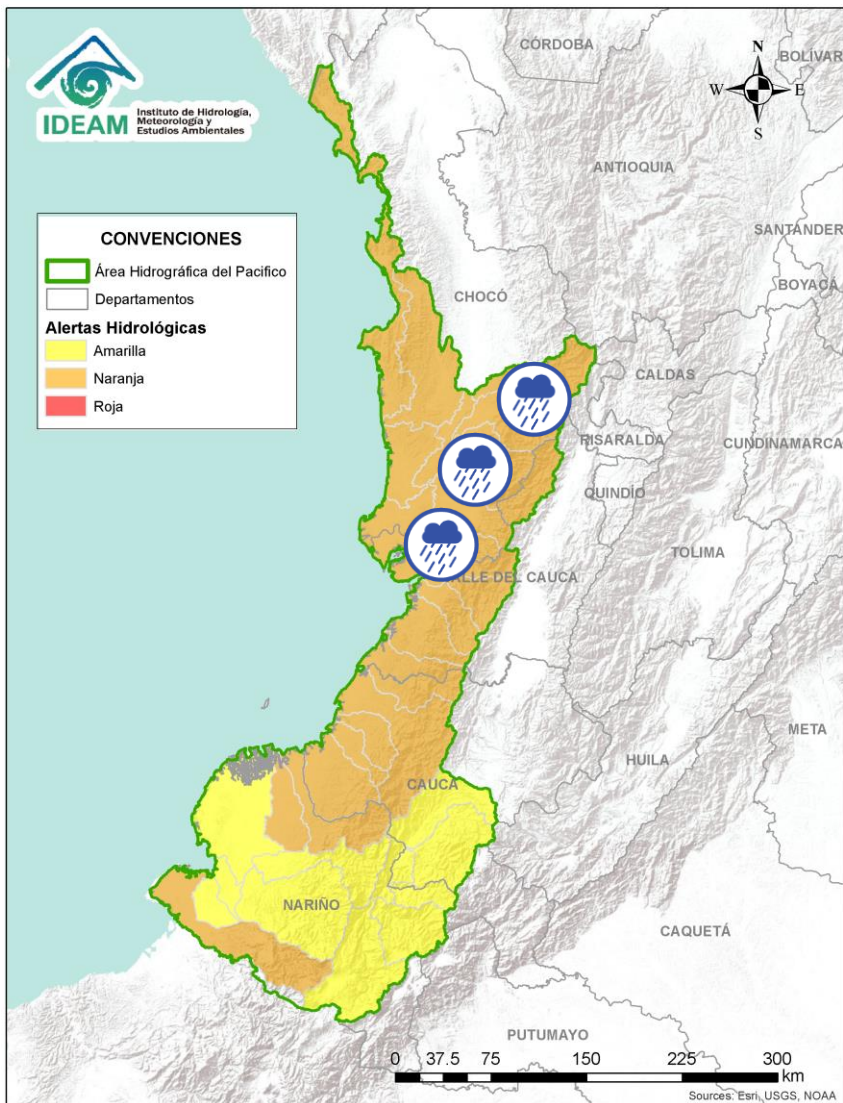 IDEAM
Instituto de Hidrología,
Meteorología y
Estudios Ambientales
N
W
E
S
CÓRDOBA
BOLÍVAR
ANTIOQUIA
SANTANDER
BOYACÁ
CHOCÓ
CALDAS
RISARALDA
CUNDINAMARCA
QUINDÍO
TOLIMA
VALLE DEL CAUCA
META
HUILA
CAUCA
NARIÑO
CAQUETÁ
PUTUMAYO
CONVENCIONES
Área Hidrográfica del Pacifico
Departamentos
Alertas Hidrológicas
Amarilla
Naranja
Roja
0 37.5 75 150 225 300
km
Sources: Esri, USGS, NOAA